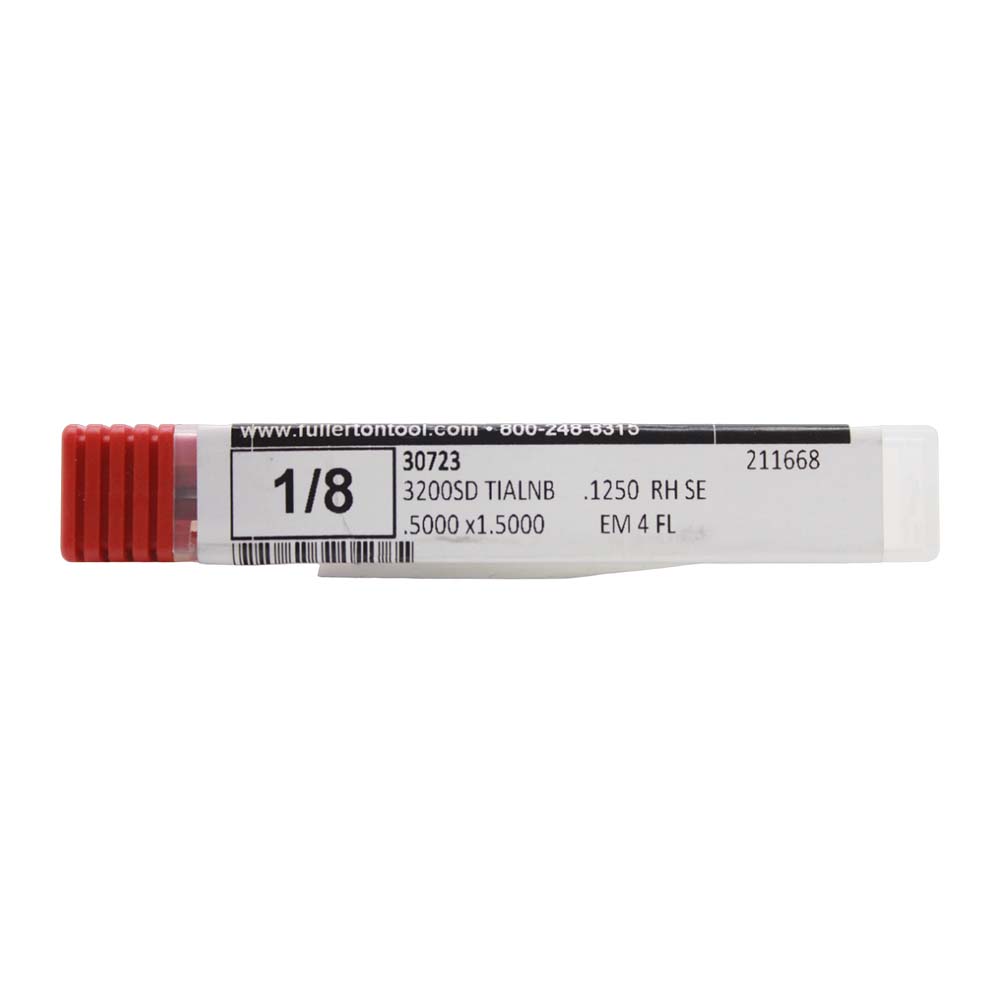 www.fullertontool.com • 800-248-8315
1/8
30723 211668
3200SD TIALNB .1250 RH SE
.5000 x1.5000 EM 4 FL